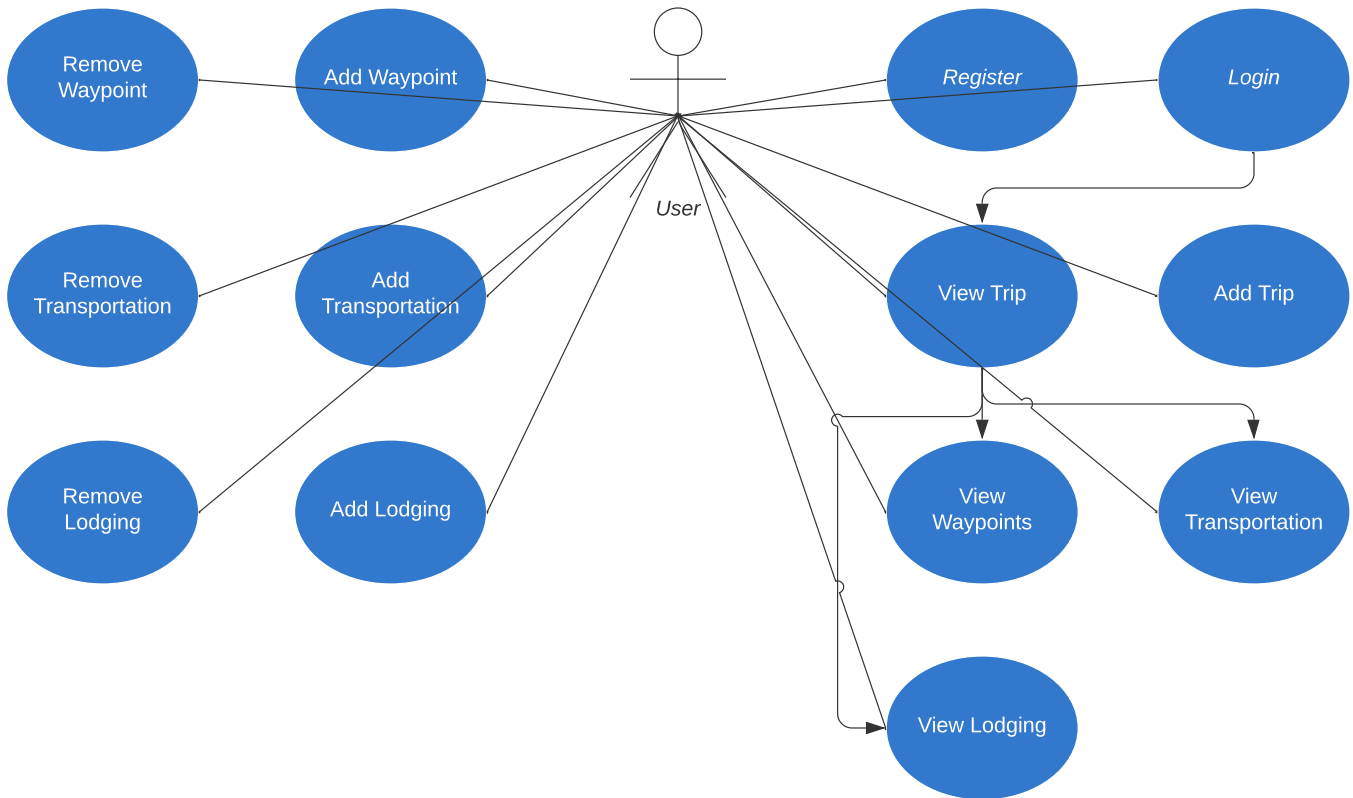 Remove
Waypoint
Add Waypoint
Register
Login
User
Remove
Transportation
Add
Transportation
View Trip
Add Trip
Remove
Lodging
Add Lodging
View
Waypoints
View
Transportation
View Lodging